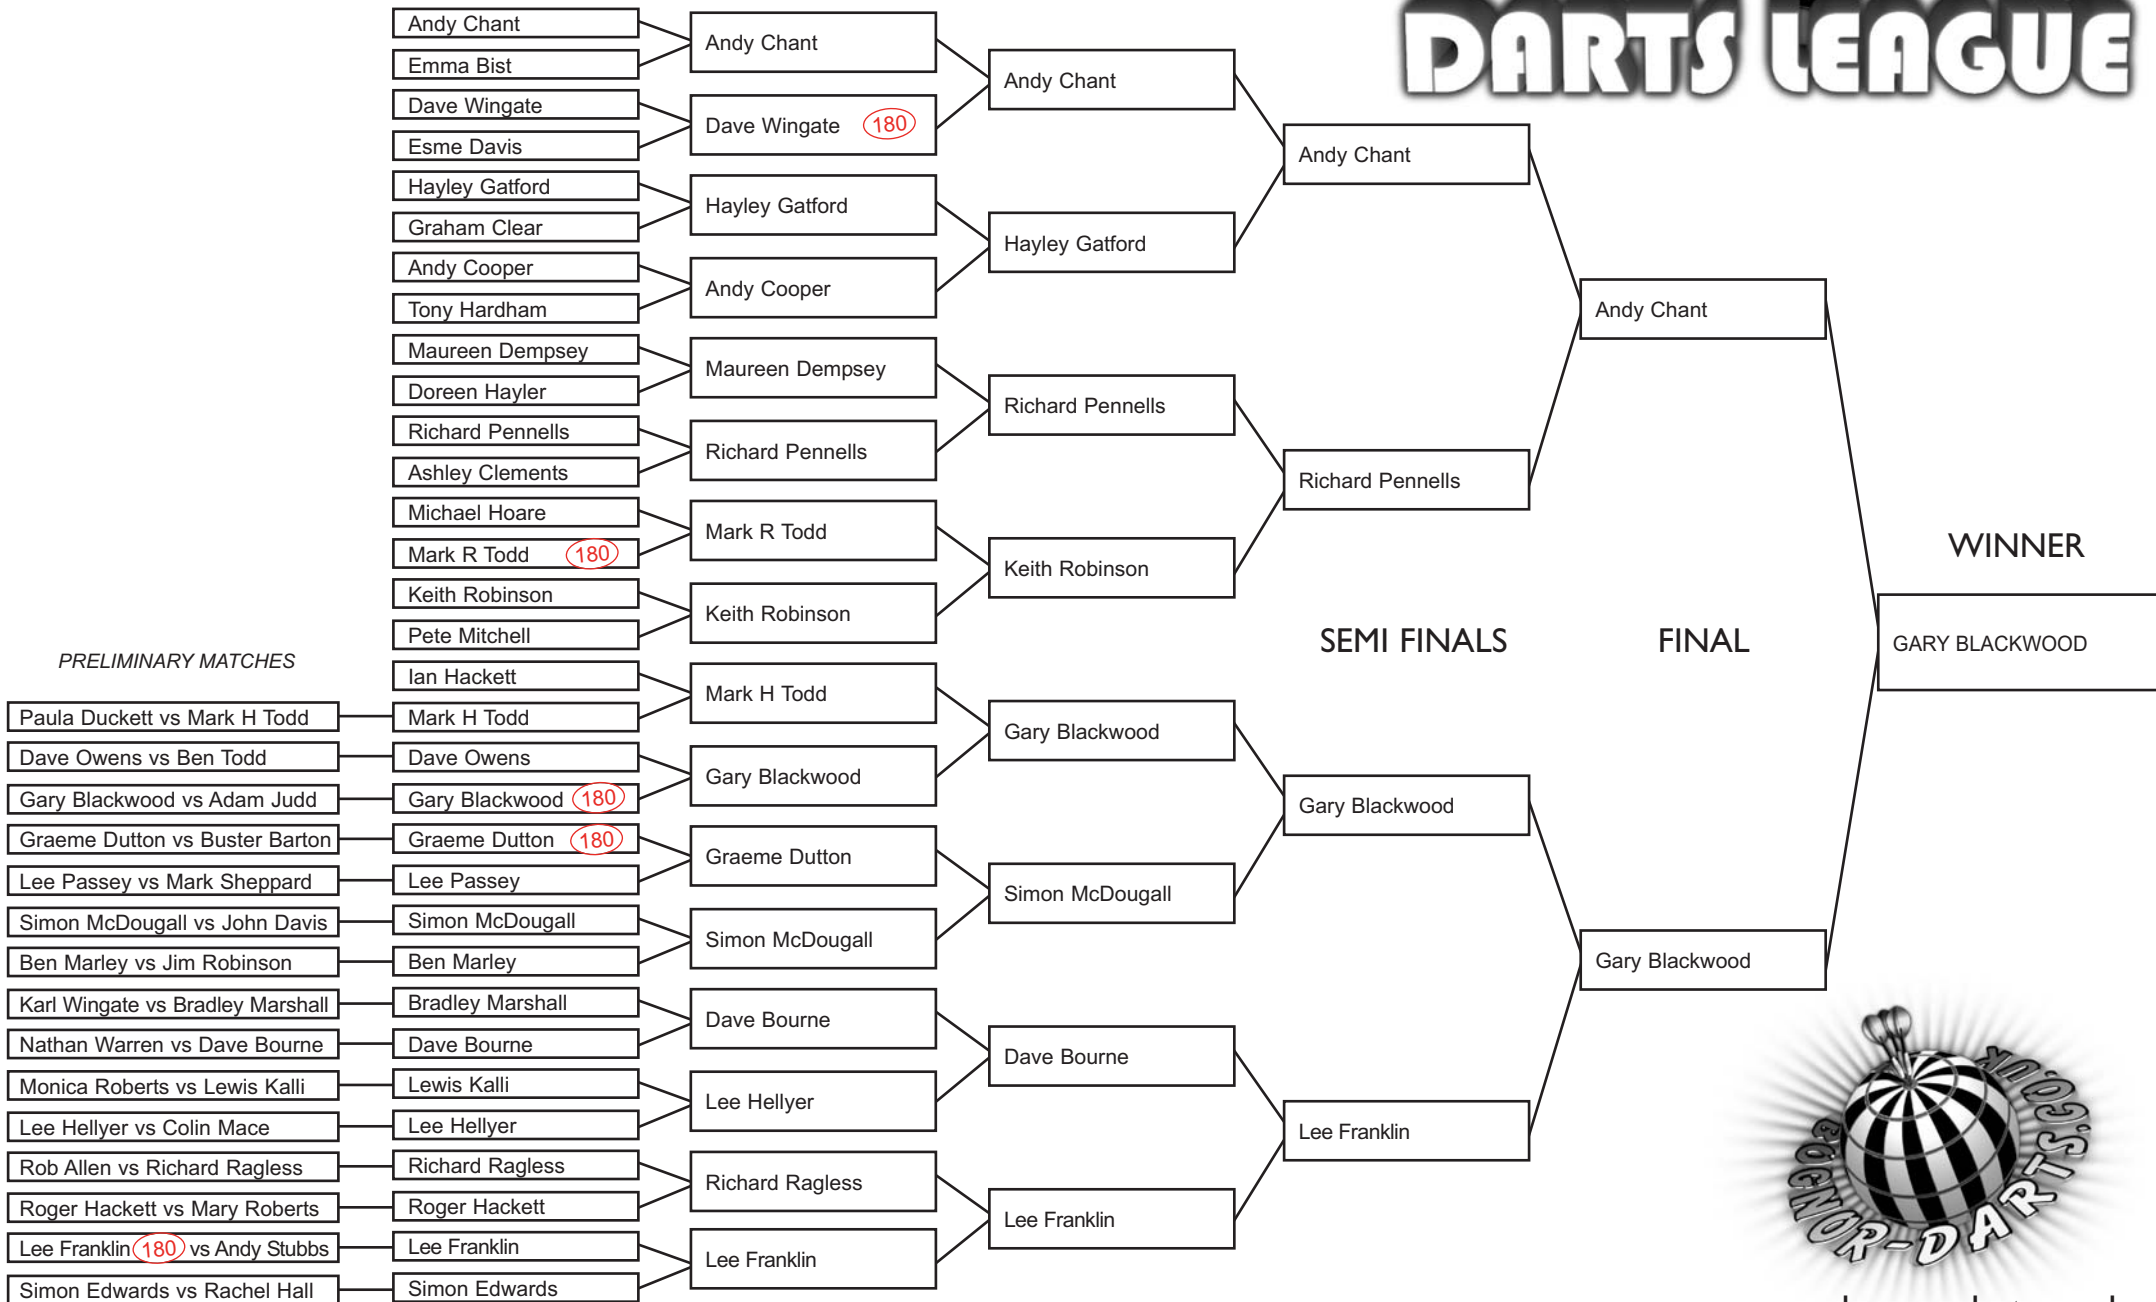 DARTS LEAGUE
PRELIMINARY MATCHES
Paula Duckett vs Mark H Todd
Dave Owens vs Ben Todd
Gary Blackwood vs Adam Judd
Graeme Dutton vs Buster Barton
Lee Passey vs Mark Sheppard
Simon McDougall vs John Davis
Ben Marley vs Jim Robinson
Karl Wingate vs Bradley Marshall
Nathan Warren vs Dave Bourne
Monica Roberts vs Lewis Kalli
Lee Hellyer vs Colin Mace
Rob Allen vs Richard Ragless
Roger Hackett vs Mary Roberts
Lee Franklin 180 vs Andy Stubbs
Simon Edwards vs Rachel Hall
Andy Chant
Emma Bist
Dave Wingate
Esme Davis
Hayley Gatford
Graham Clear
Andy Cooper
Tony Hardham
Maureen Dempsey
Doreen Hayler
Richard Pennells
Ashley Clements
Michael Hoare
Mark R Todd 180
Keith Robinson
Pete Mitchell
Ian Hackett
Mark H Todd
Dave Owens
Gary Blackwood 180
Graeme Dutton 180
Lee Passey
Simon McDougall
Ben Marley
Bradley Marshall
Dave Bourne
Lewis Kalli
Lee Hellyer
Richard Ragless
Roger Hackett
Lee Franklin
Simon Edwards
Andy Chant
Dave Wingate 180
Hayley Gatford
Andy Cooper
Maureen Dempsey
Richard Pennells
Mark R Todd
Keith Robinson
Mark H Todd
Gary Blackwood
Graeme Dutton
Simon McDougall
Dave Bourne
Lee Hellyer
Richard Ragless
Lee Franklin
Andy Chant
Hayley Gatford
Richard Pennells
Keith Robinson
Gary Blackwood
Simon McDougall
Dave Bourne
Lee Franklin
Andy Chant
Richard Pennells
SEMI FINALS
Gary Blackwood
Lee Franklin
Andy Chant
FINAL
Gary Blackwood
WINNER
GARY BLACKWOOD
BOGNOR-DARTS.CO.UK